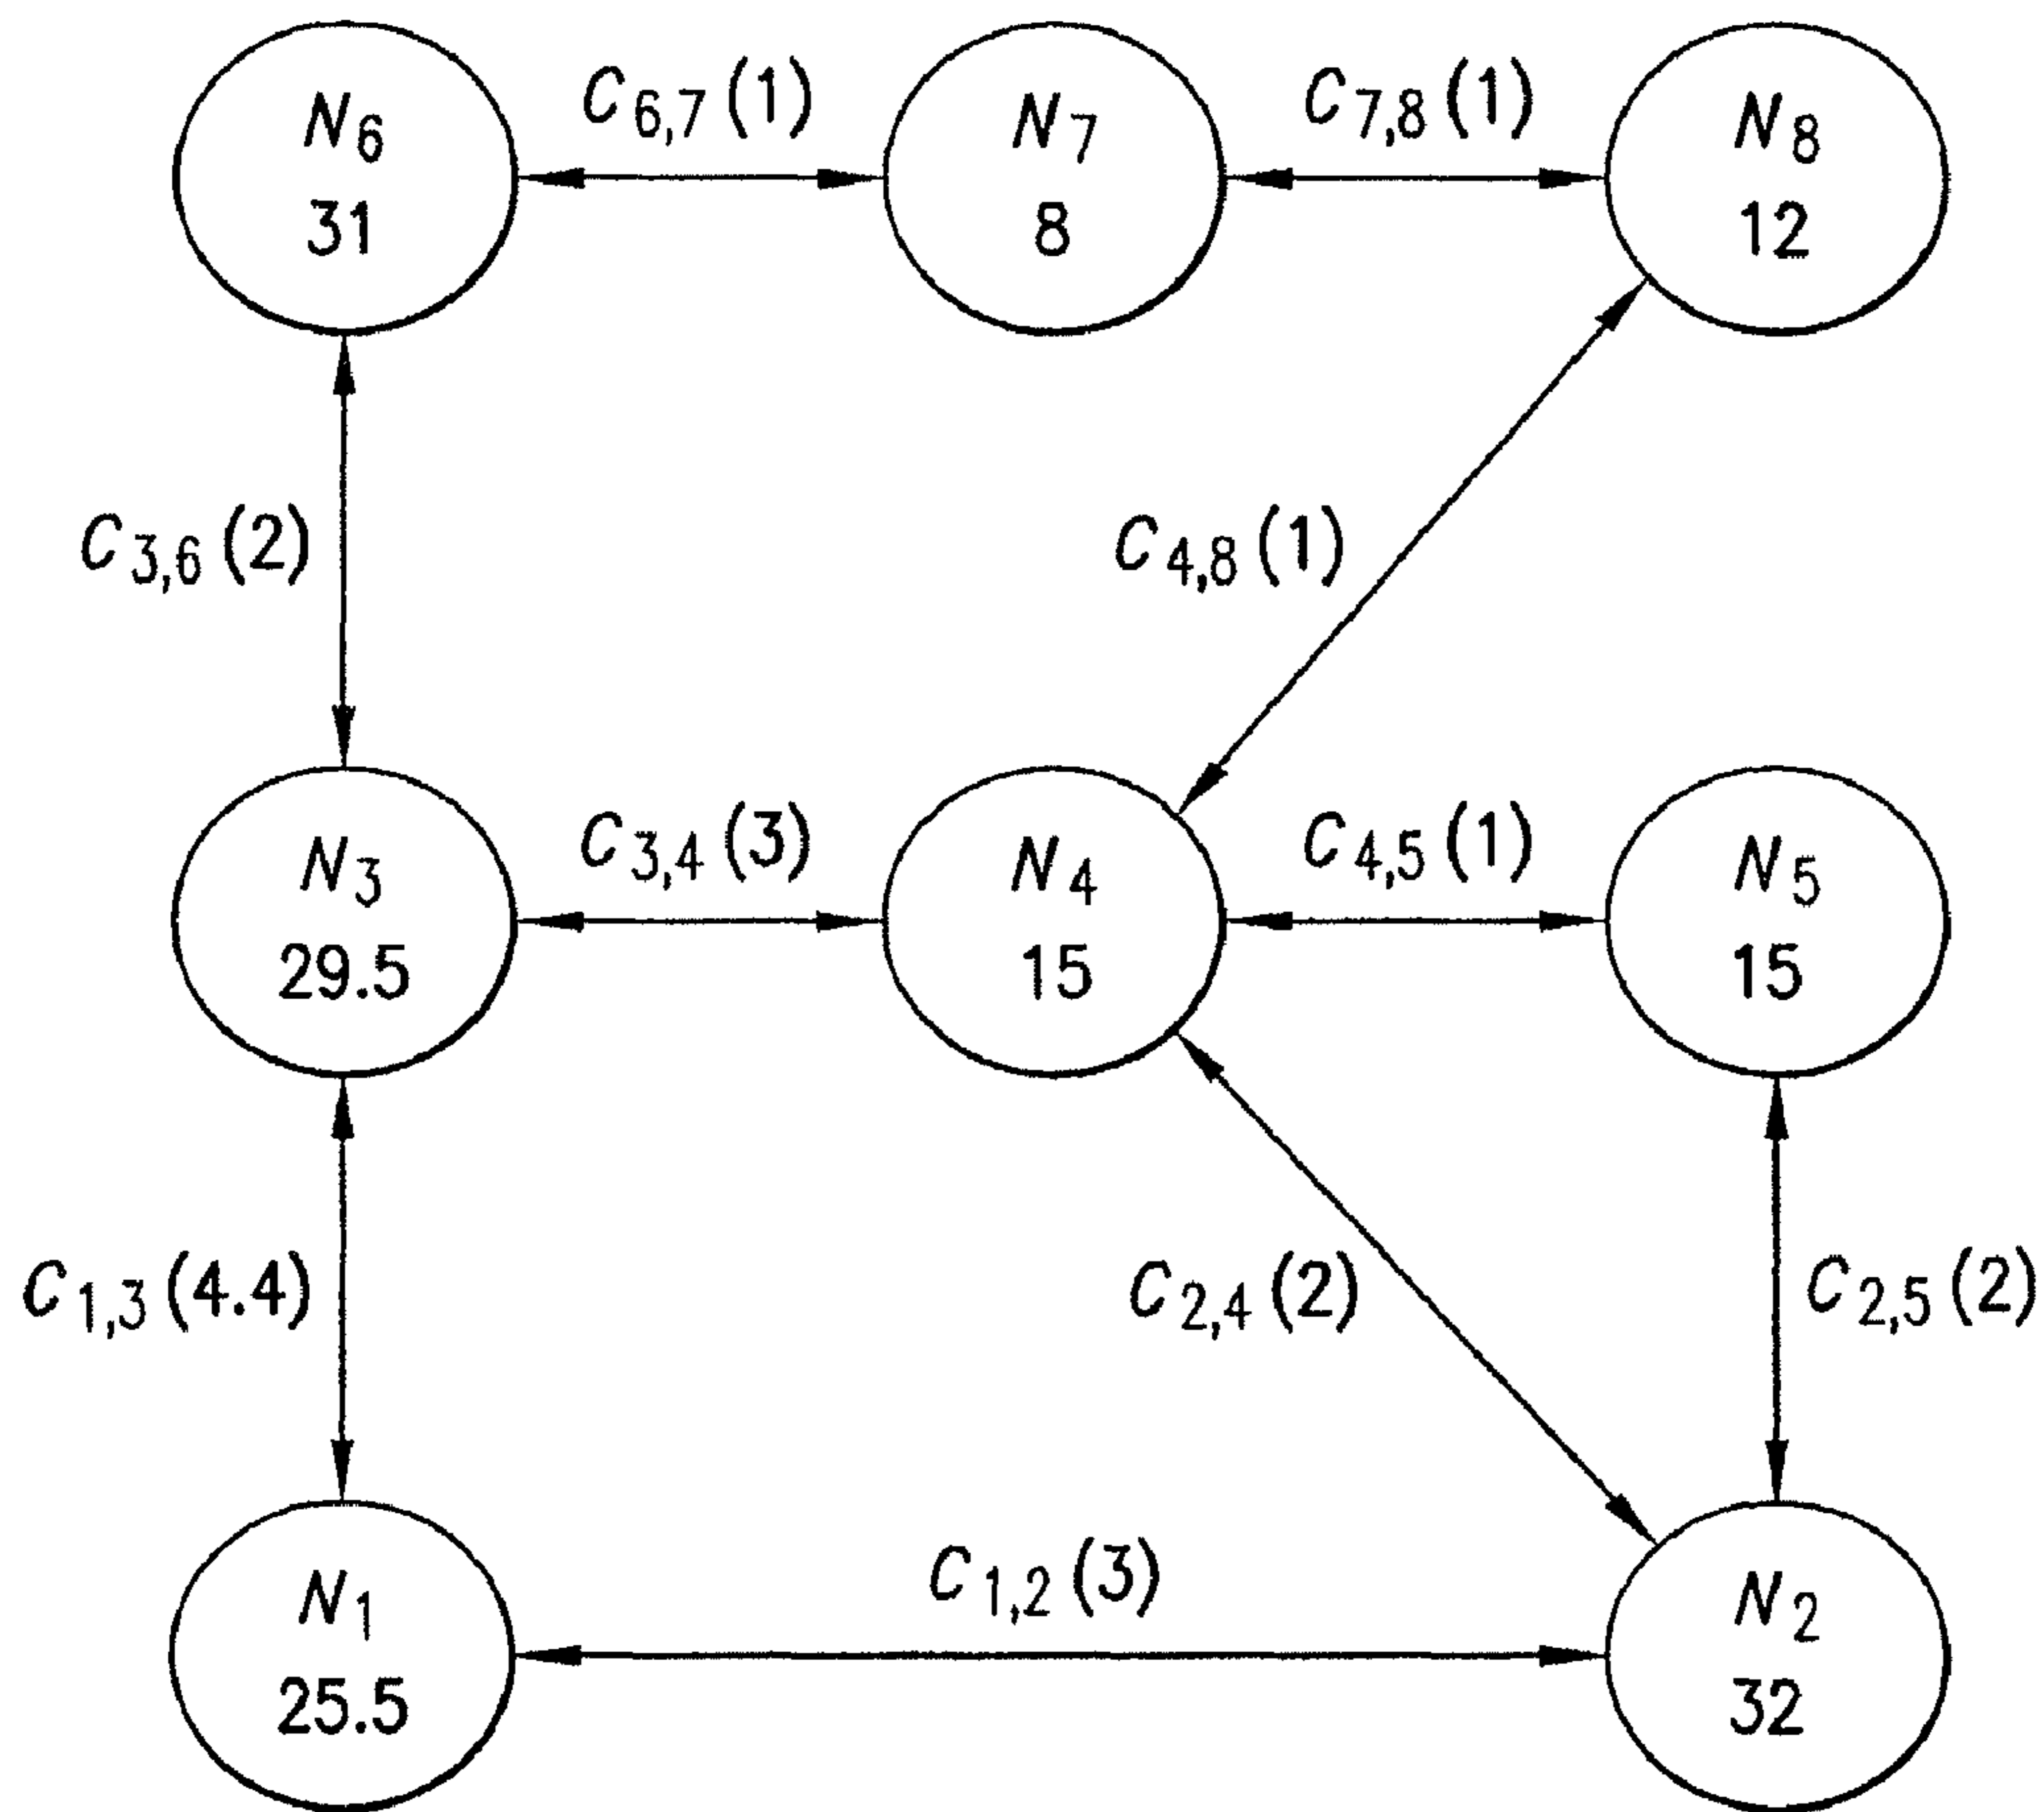 N6
31
C6,7(1)
N7
8
C7,8(1)
N8
12
C3,6(2)
C4,8(1)
N3
29.5
C3,4(3)
N4
15
C4,5(1)
N5
15
C1,3(4.4)
C2,4(2)
C2,5(2)
N1
25.5
C1,2(3)
N2
32